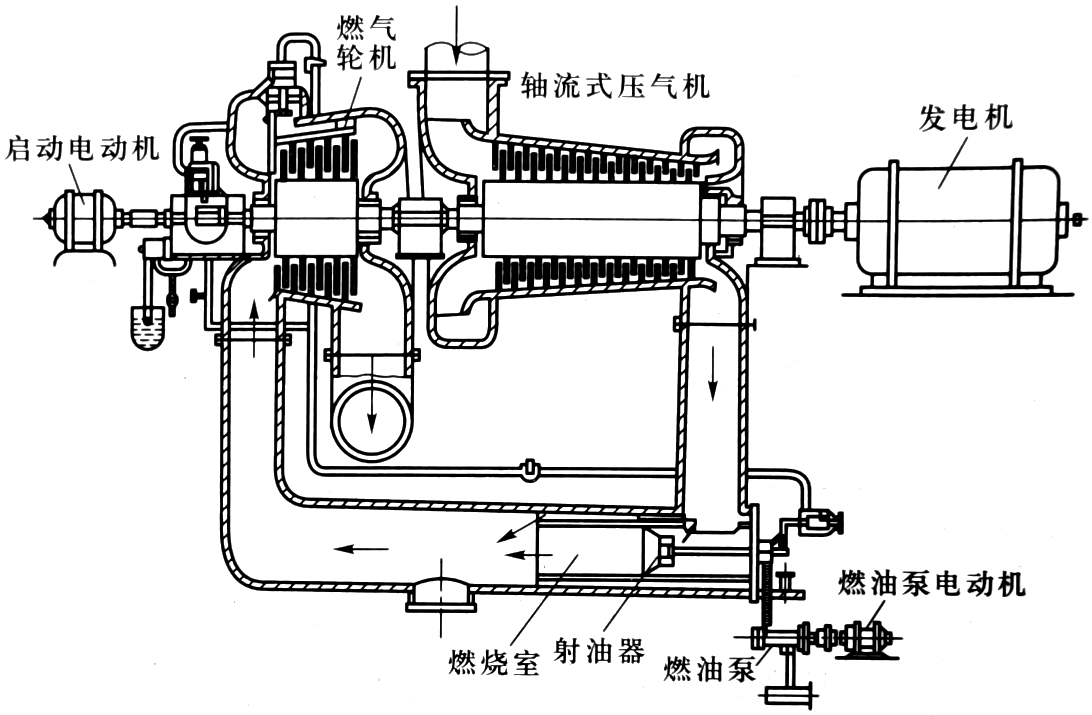 燃气
轮机
轴流式压气机
发电机
启动电动机
燃油泵电动机
燃烧室
射油器
燃油泵